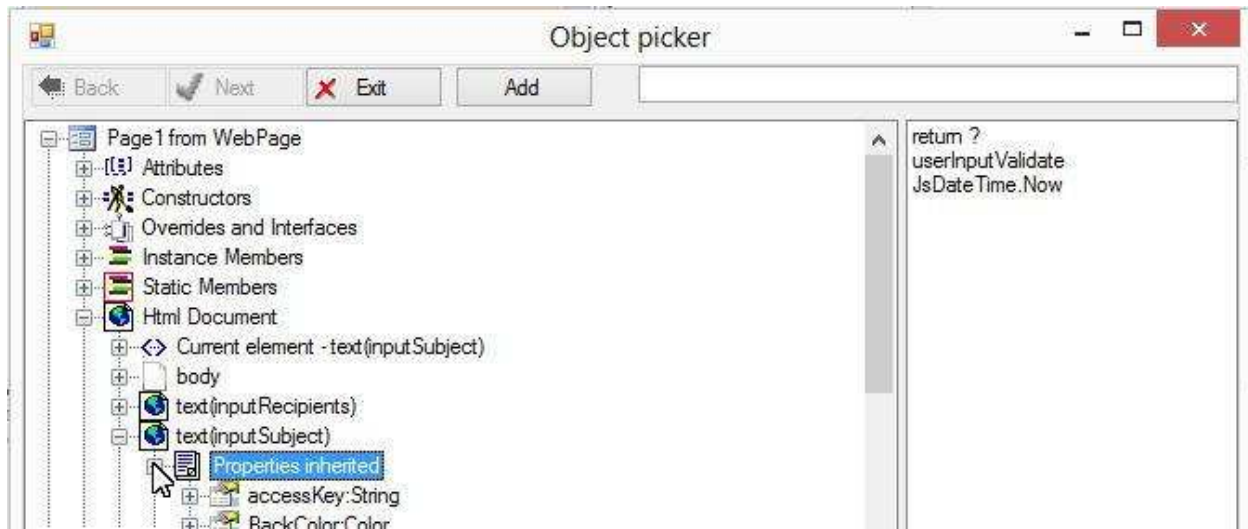 Object picker
Back Next Exit Add
Page1 from WebPage
Attributes
Constructors
Overrides and Interfaces
Instance Members
Static Members
Html Document
Current element - text(inputSubject)
body
text(inputRecipients)
text(inputSubject)
Properties inherited
accessKey:String
BackColor:Color
return ?
userInputValidate
JsDateTime.Now